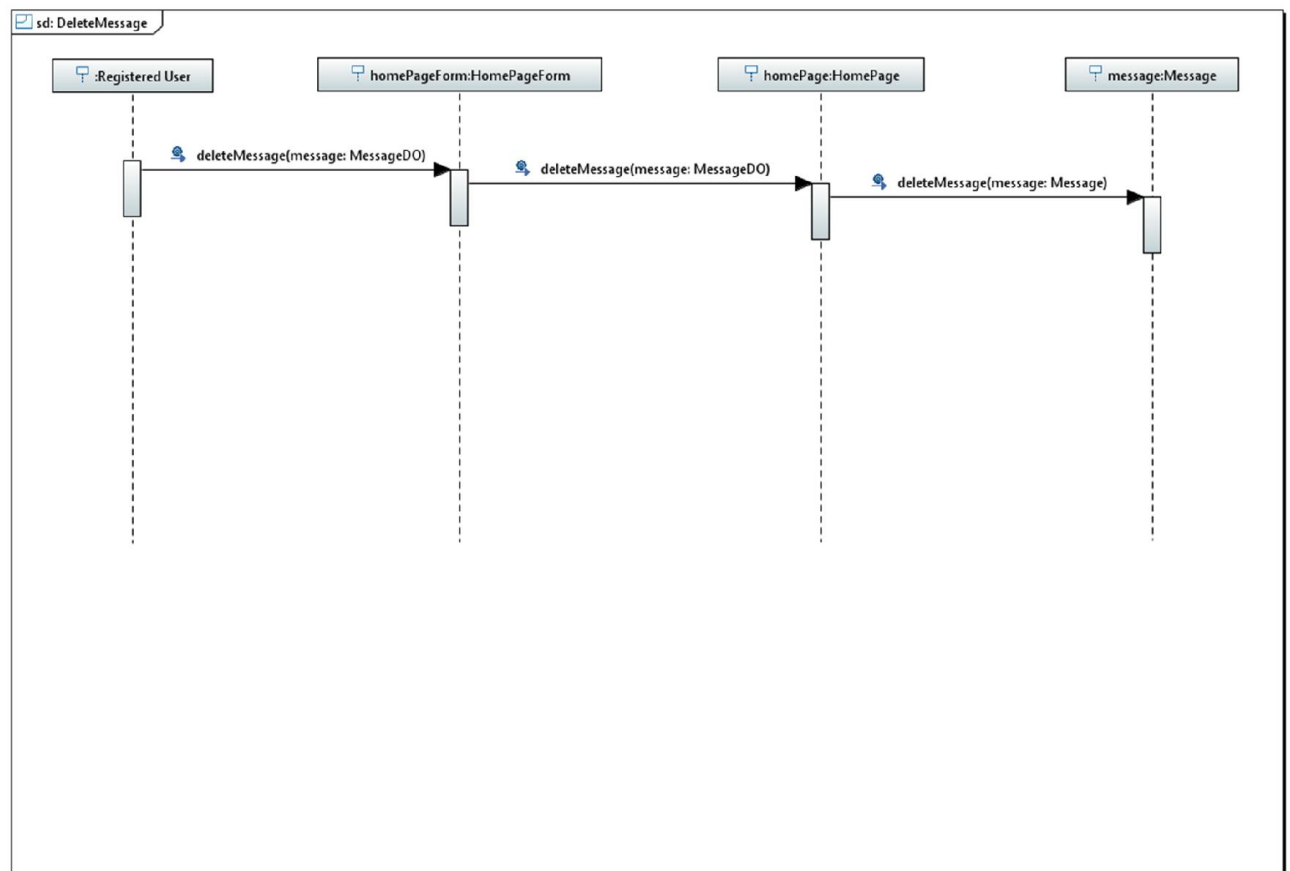 sd: DeleteMessage
:Registered User
homePageForm:HomePageForm
homePage:HomePage
message:Message
deleteMessage(message: MessageDO)
deleteMessage(message: MessageDO)
deleteMessage(message: Message)